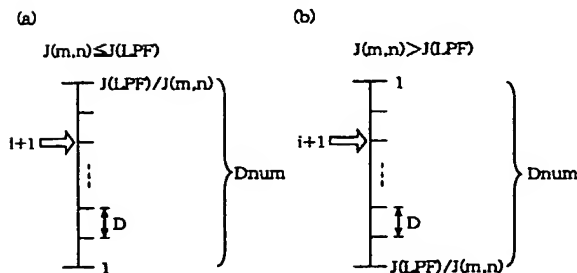 (a)
J(m,n)≦J(LPF)
J(LPF)/J(m,n)
i+1
Dnum
D
1
(b)
J(m,n)>J(LPF)
1
i+1
Dnum
D
J(LPF)/J(m,n)